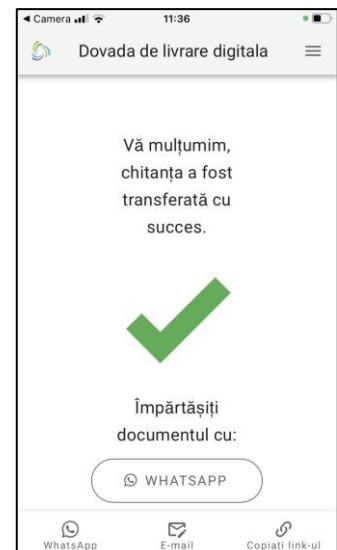 ◄ Camera 11:36
Dovada de livrare digitala
Vă mulțumim,
chitanța a fost
transferată cu
succes.
Împărtășiți
documentul cu:
WHATSAPP
WhatsApp E-mail Copiați link-ul